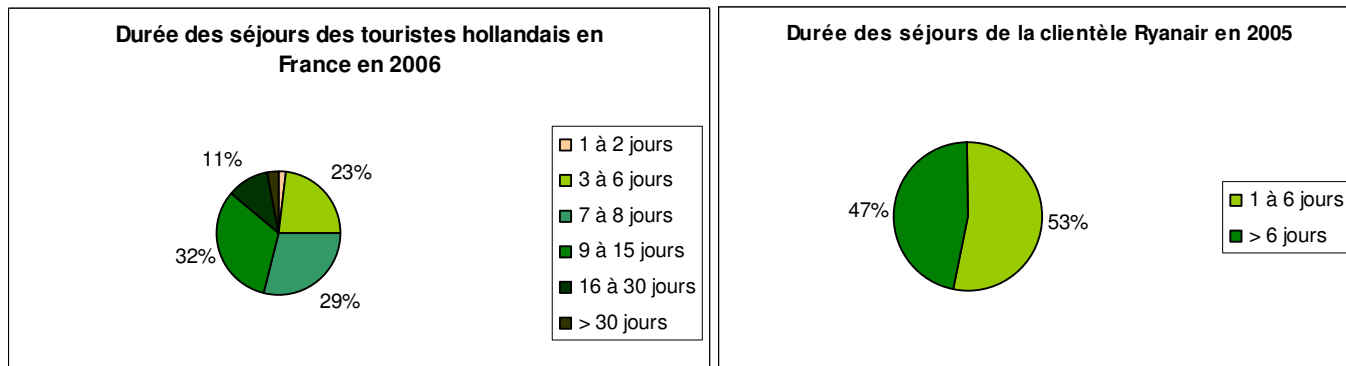 Durée des séjours des touristes hollandais en
France en 2006
11%
23%
32%
29%
1 à 2 jours
3 à 6 jours
7 à 8 jours
9 à 15 jours
16 à 30 jours
> 30 jours
Durée des séjours de la clientèle Ryanair en 2005
47%
53%
1 à 6 jours
> 6 jours